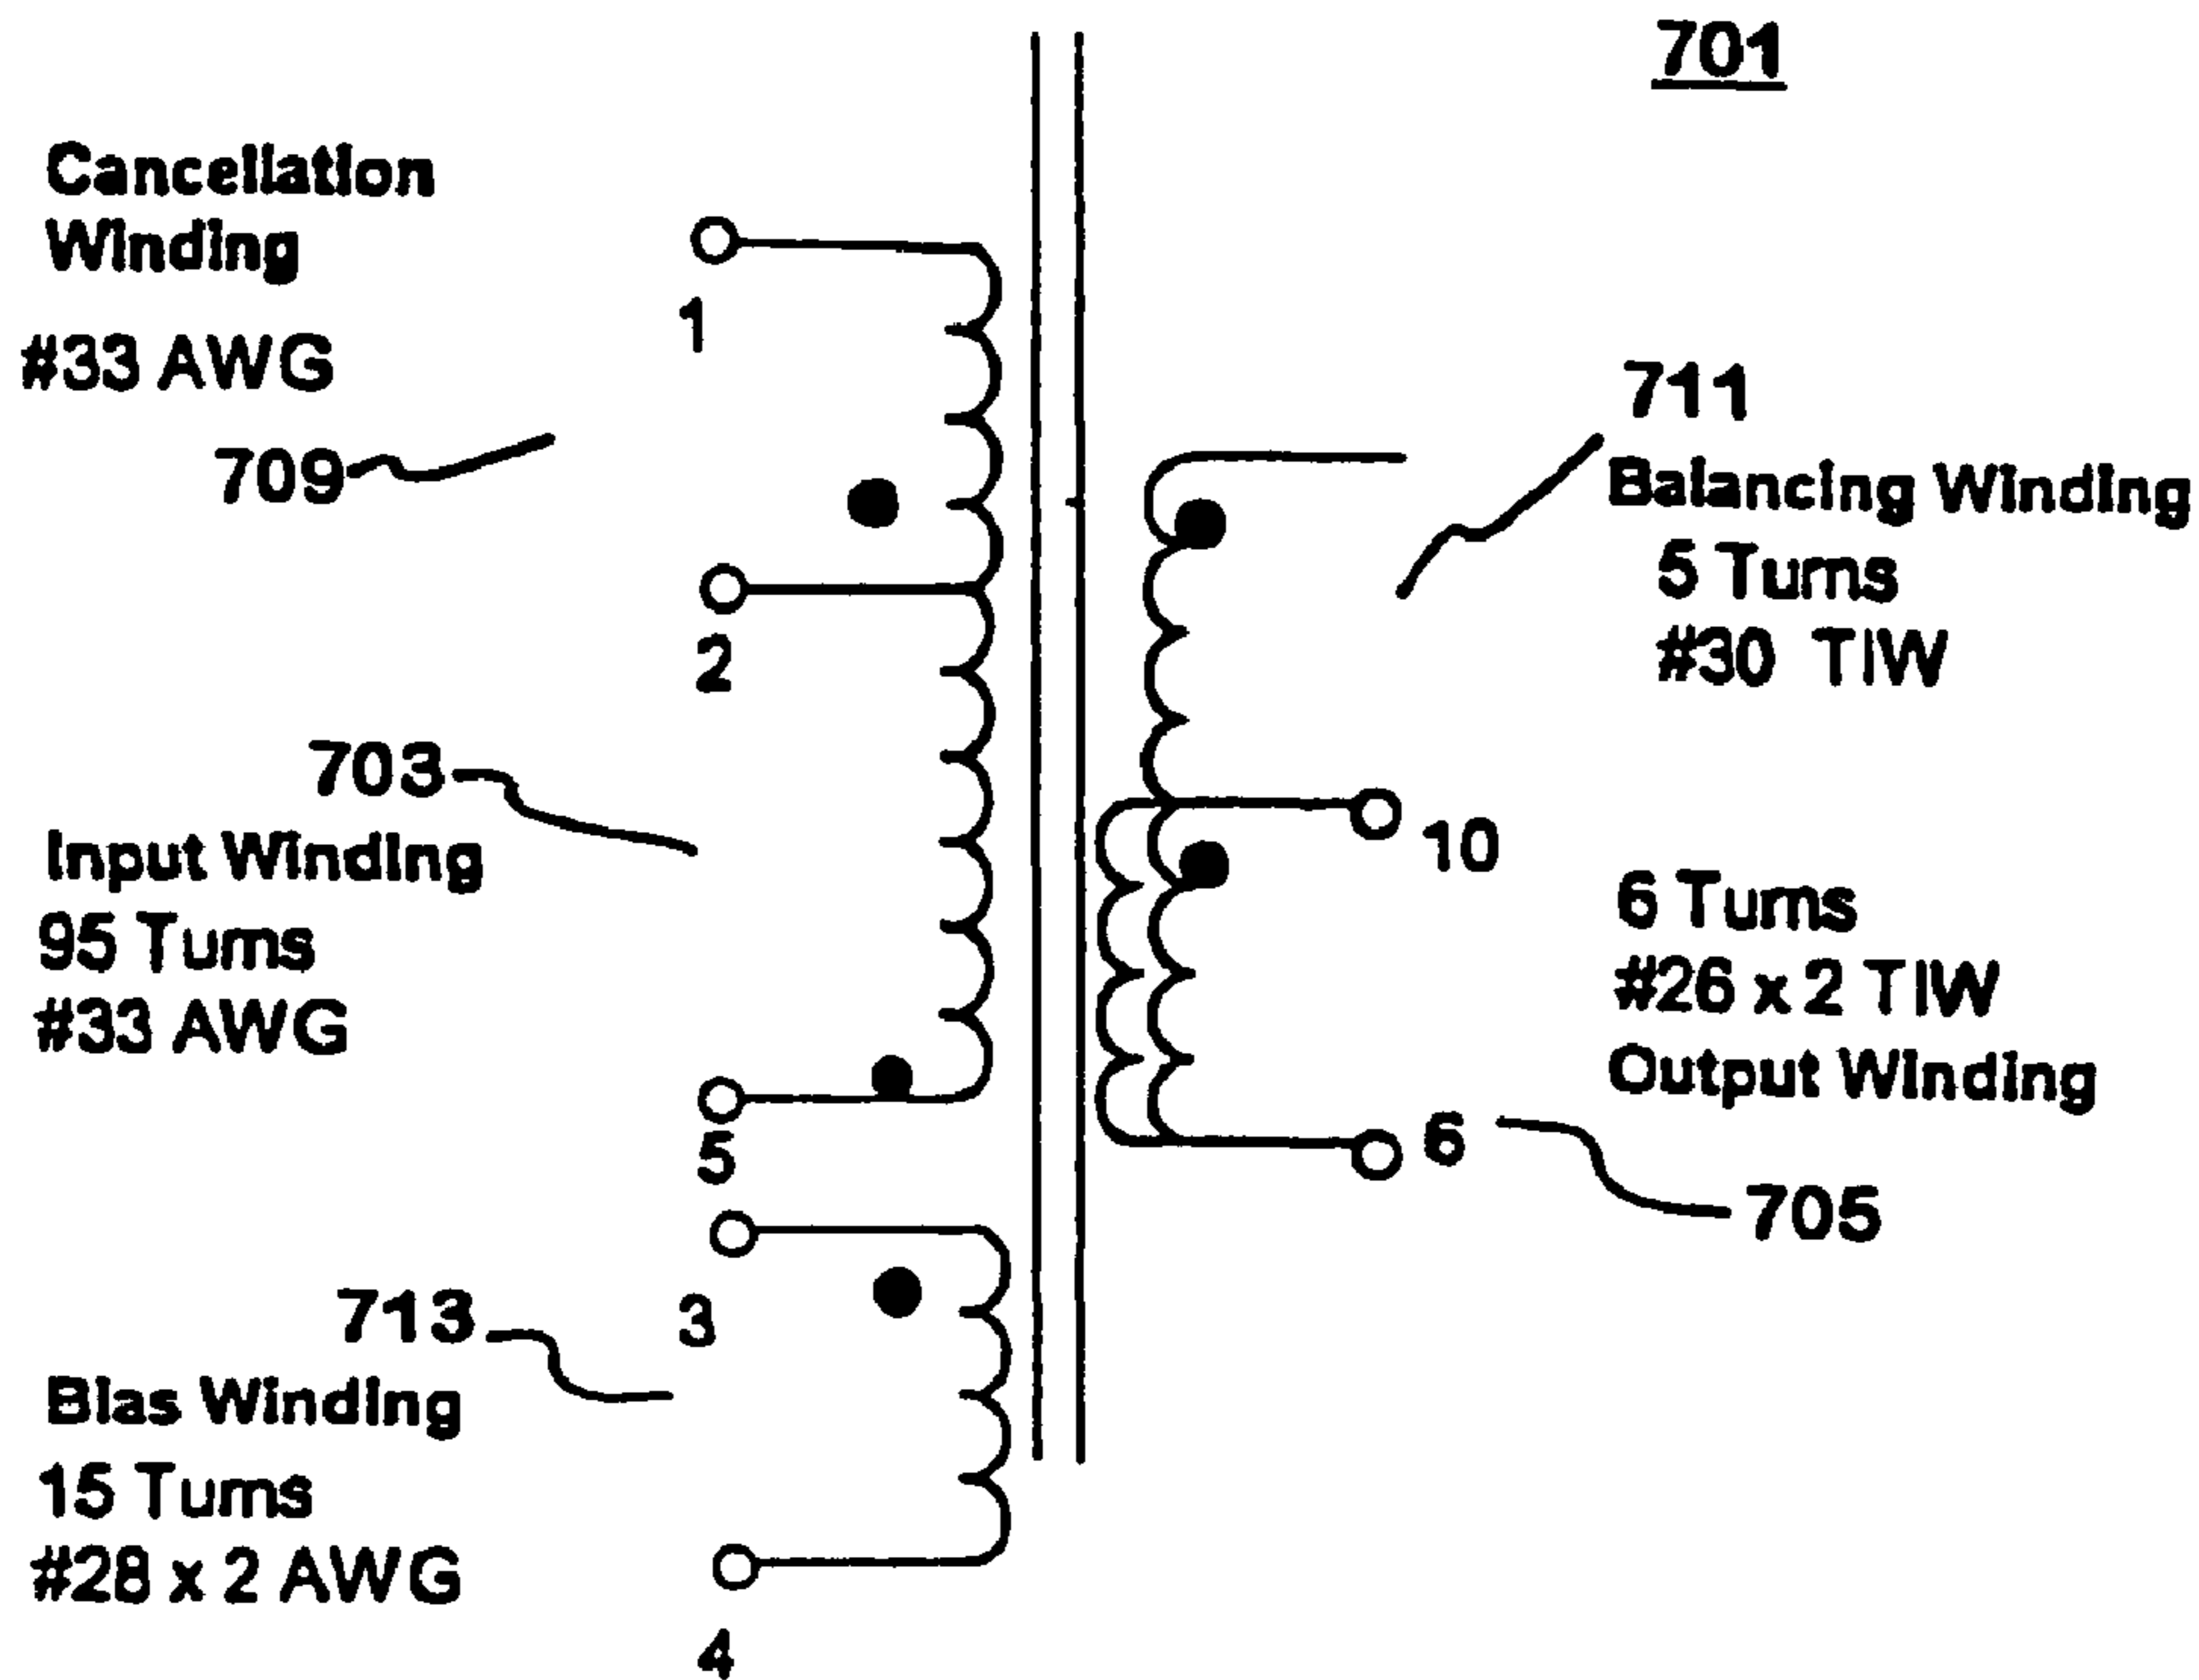 701
Cancellation
Winding
#33 AWG
709
1
2
703
Input Winding
95 Turns
#33 AWG
5
3
713
Bias Winding
15 Turns
#28 x 2 AWG
4
711
Balancing Winding
5 Turns
#30 TIW
10
6 Turns
#26 x 2 TIW
Output Winding
6
705